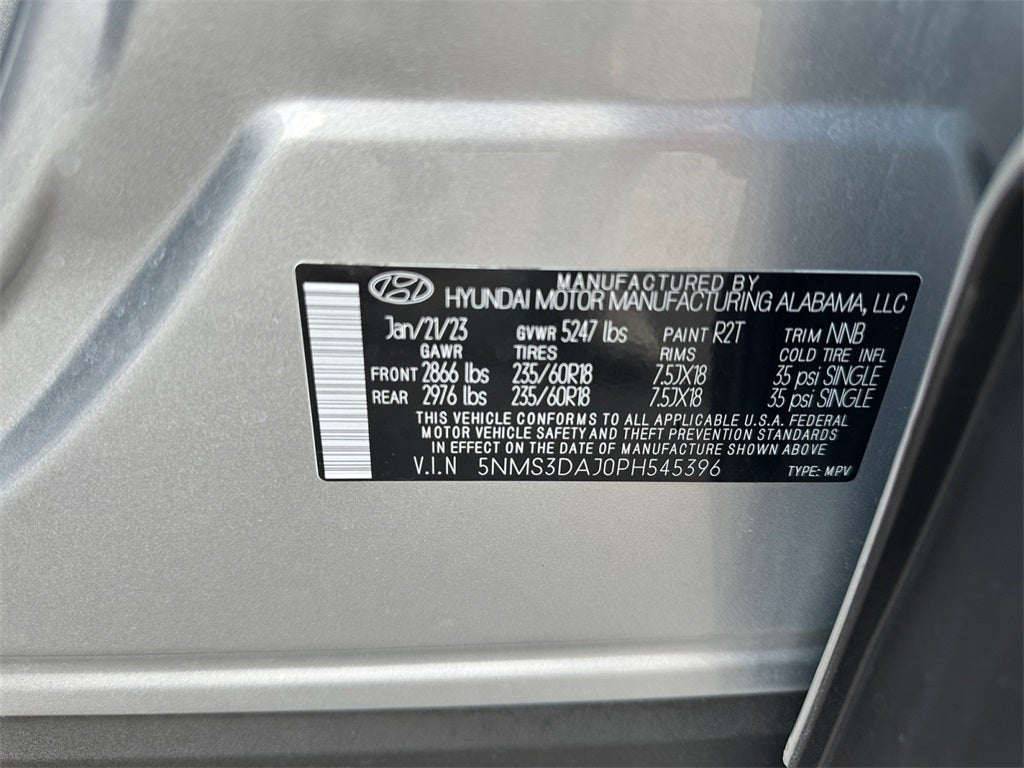 MANUFACTURED BY
HYUNDAI MOTOR MANUFACTURING ALABAMA, LLC
Jan/21/23 GVWR 5247 lbs PAINT R2T TRIM NNB
GAWR TIRES RIMS COLD TIRE INFL
FRONT 2866 lbs 235/60R18 7.5JX18 35 psi SINGLE
REAR 2976 lbs 235/60R18 7.5JX18 35 psi SINGLE
THIS VEHICLE CONFORMS TO ALL APPLICABLE U.S.A. FEDERAL
MOTOR VEHICLE SAFETY AND THEFT PREVENTION STANDARDS
IN EFFECT ON THE DATE OF MANUFACTURE SHOWN ABOVE
V.I.N 5NMS3DAJ0PH545396 TYPE: MPV